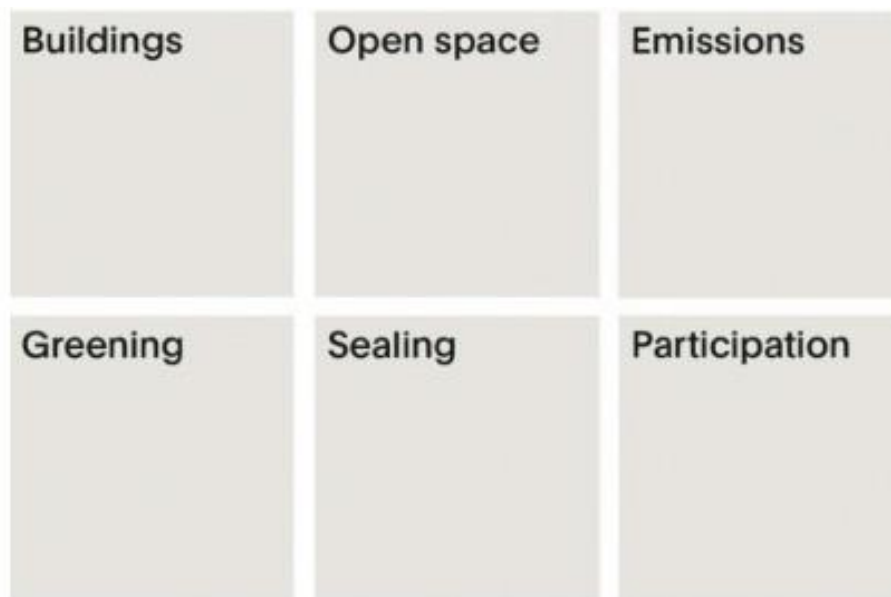 Buildings
Open space
Emissions
Greening
Sealing
Participation